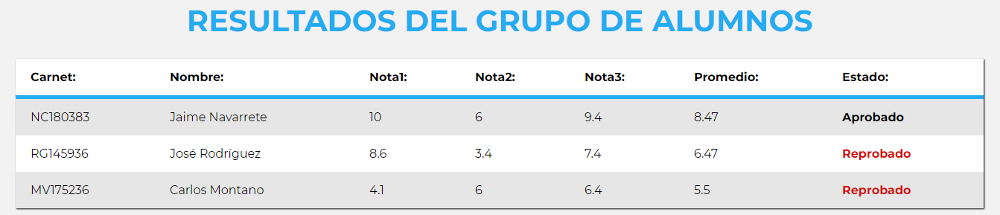 RESULTADOS DEL GRUPO DE ALUMNOS
Carnet: Nombre: Nota1: Nota2: Nota3: Promedio: Estado:
NC180383 Jaime Navarrete 10 6 9.4 8.47 Aprobado
RG145936 José Rodríguez 8.6 3.4 7.4 6.47 Reprobado
MV175236 Carlos Montano 4.1 6 6.4 5.5 Reprobado